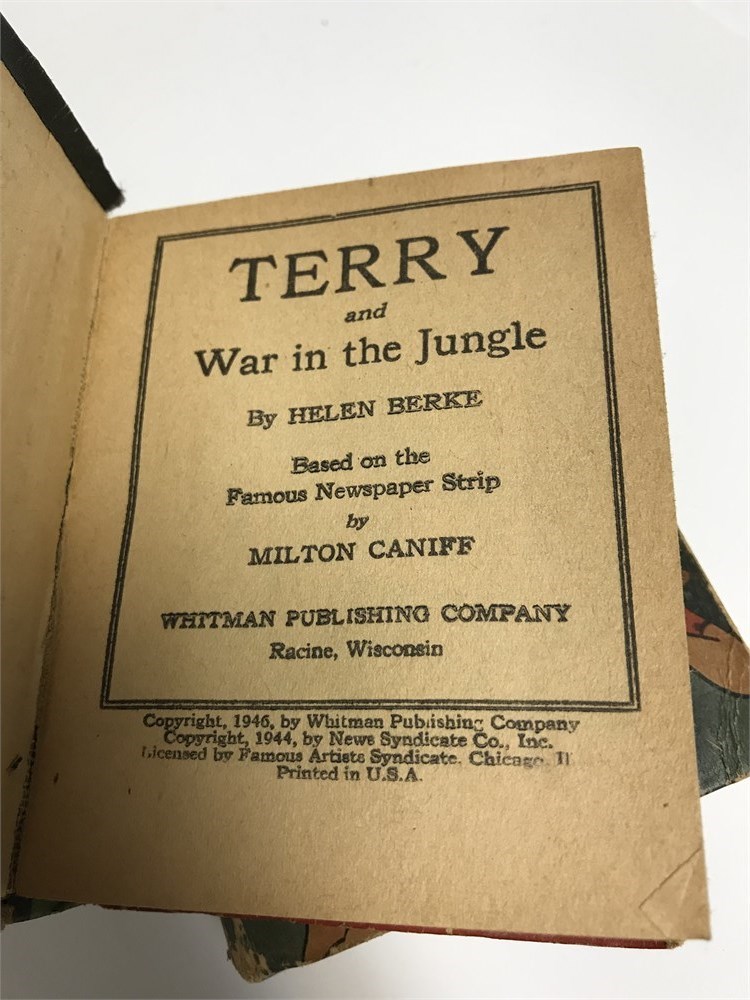 TERRY
and
War in the Jungle
By HELEN BERKE
Based on the
Famous Newspaper Strip
by
MILTON CANIFF
WHITMAN PUBLISHING COMPANY
Racine, Wisconsin
Copyright, 1946, by Whitman Publishing Company
Copyright, 1944, by News Syndicate Co., Inc.
Licensed by Famous Artists Syndicate. Chicago
Printed in U.S.A.